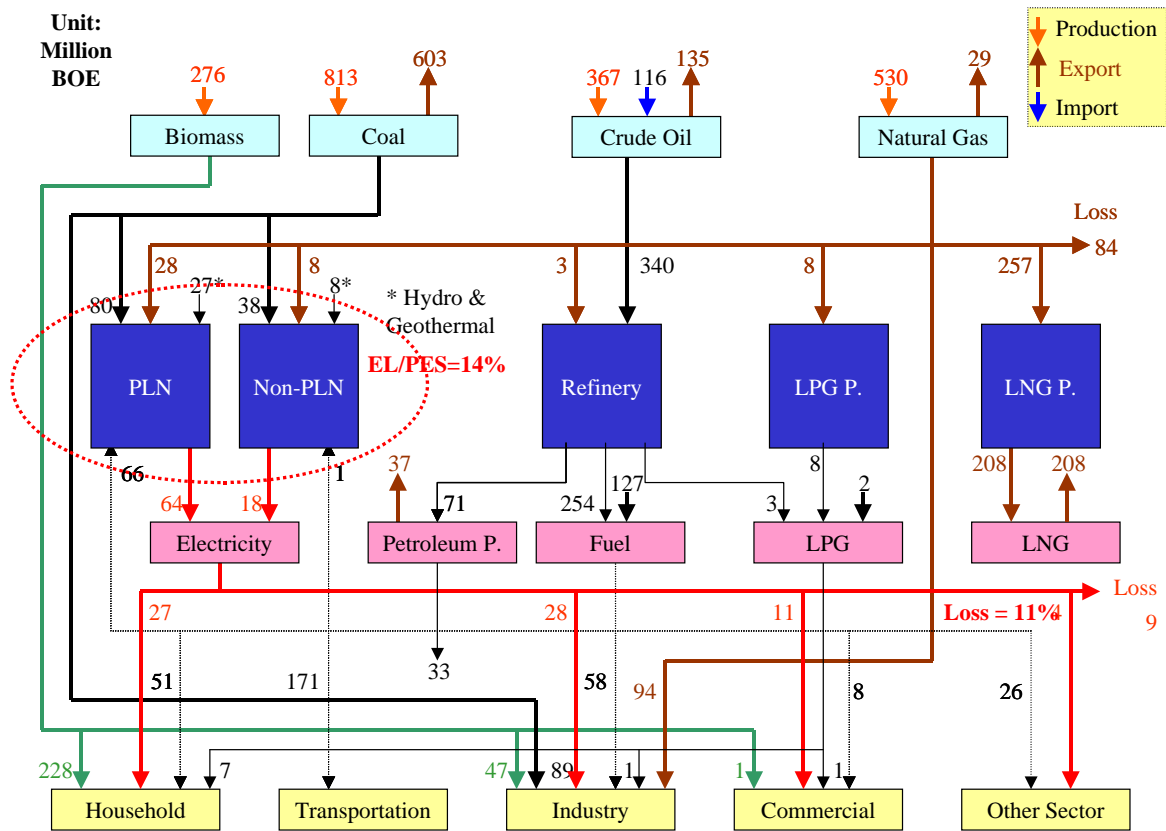 Unit:
Million
BOE
Production
Export
Import
276
813
603
367
116
135
530
29
Biomass
Coal
Crude Oil
Natural Gas
Loss
84
28
27*
8
8*
3
340
8
257
80
38
* Hydro &
Geothermal
EL/PES=14%
PLN
Non-PLN
Refinery
LPG P.
LNG P.
66
1
37
8
208
208
64
18
71
254
127
3
2
Electricity
Petroleum P.
Fuel
LPG
LNG
27
28
11
Loss = 11%
4
Loss
9
33
51
171
58
94
8
26
228
7
47
89
1
1
1
Household
Transportation
Industry
Commercial
Other Sector